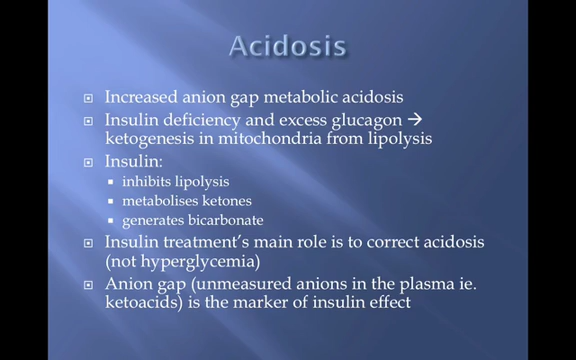 Acidosis
Increased anion gap metabolic acidosis
Insulin deficiency and excess glucagon →
ketogenesis in mitochondria from lipolysis
Insulin:
inhibits lipolysis
metabolises ketones
generates bicarbonate
Insulin treatment's main role is to correct acidosis
(not hyperglycemia)
Anion gap (unmeasured anions in the plasma ie.
ketoacids) is the marker of insulin effect